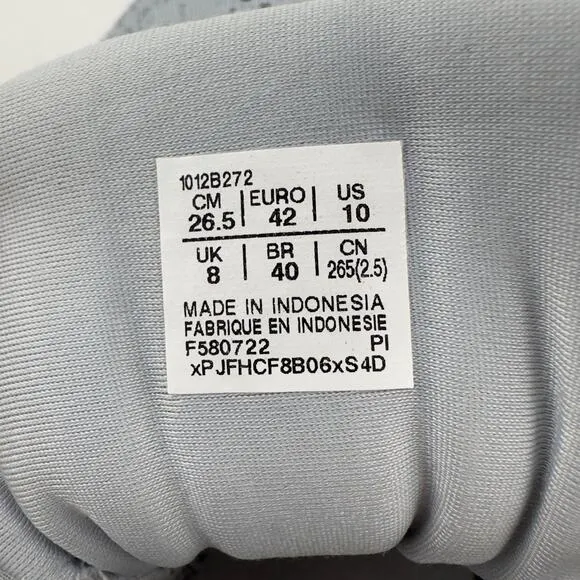 1012B272
CM | EURO | US
26.5 | 42 | 10
UK | BR | CN
8 | 40 | 265(2.5)
MADE IN INDONESIA
FABRIQUE EN INDONESIE
F580722 PI
xPJFHCF8B06xS4D